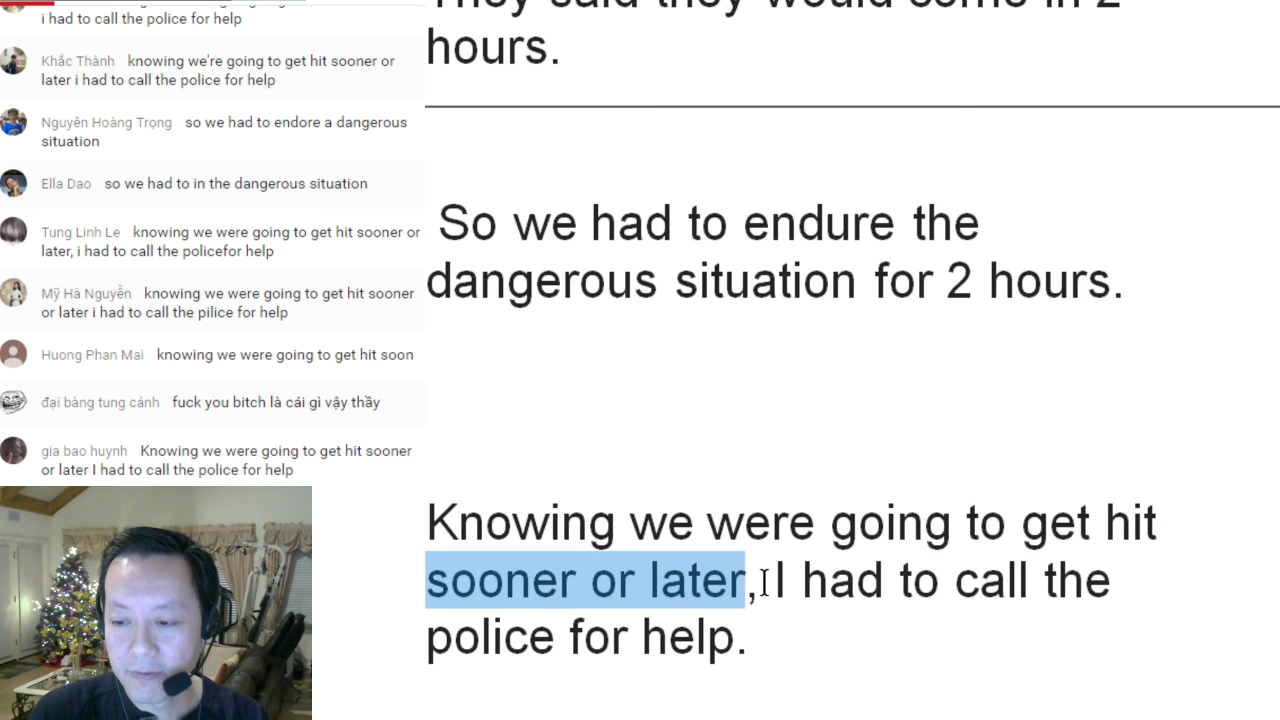 i had to call the police for help
Khắc Thành knowing we're going to get hit sooner or
later i had to call the police for help
Nguyên Hoàng Trọng so we had to endore a dangerous
situation
Ella Dao so we had to in the dangerous situation
Tung Linh Le knowing we were going to get hit sooner or
later, i had to call the policefor help
Mỹ Hà Nguyễn knowing we were going to get hit sooner
or later i had to call the pilice for help
Huong Phan Mai knowing we were going to get hit soon
đại bàng tung cánh fuck you bitch là cái gì vậy thầy
gia bao huynh Knowing we were going to get hit sooner
or later I had to call the police for help
They said they would come in 2
hours.
So we had to endure the
dangerous situation for 2 hours.
Knowing we were going to get hit
sooner or later, I had to call the
police for help.